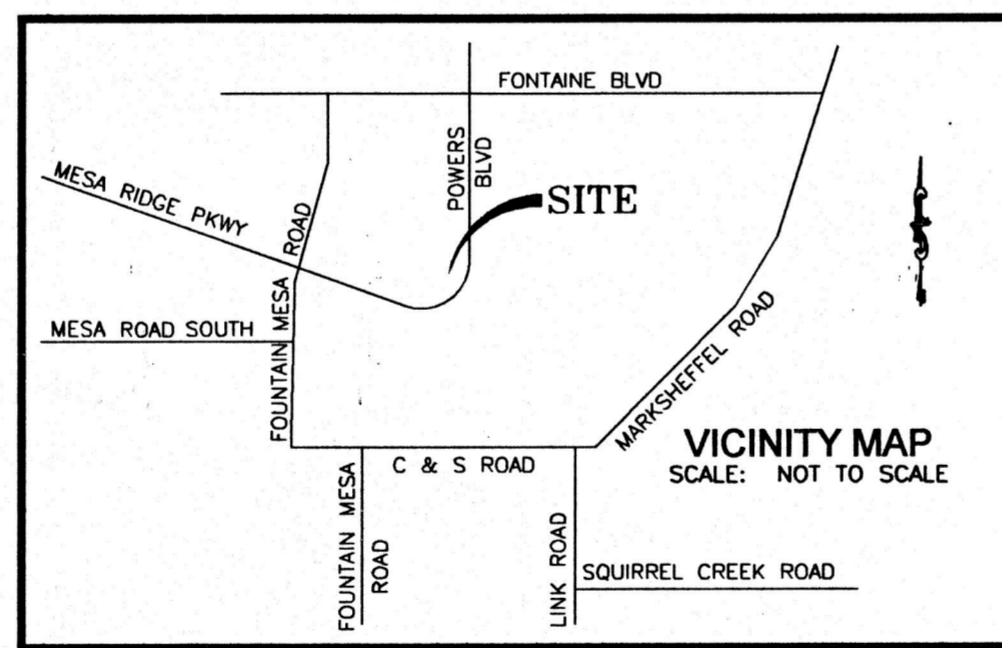 FONTAINE BLVD
POWERS
BLVD
MESA RIDGE PKWY
ROAD
SITE
MESA ROAD SOUTH
FOUNTAIN MESA
MARKSHEFFEL ROAD
VICINITY MAP
SCALE: NOT TO SCALE
C & S ROAD
FOUNTAIN MESA
ROAD
LINK ROAD
SQUIRREL CREEK ROAD